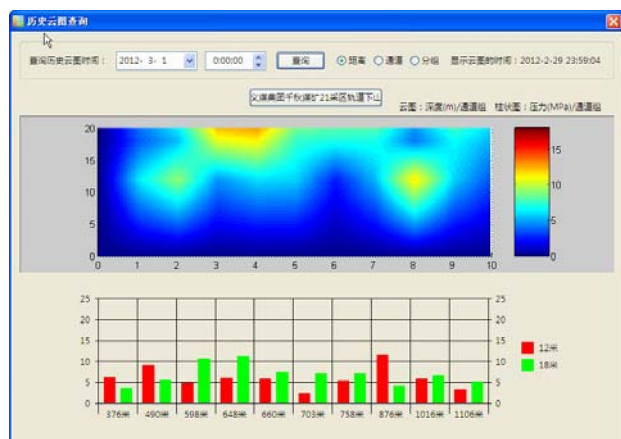 历史云图查询
查询历史云图时间： 2012- 3- 1 0:00:00 查询 距离 通道 分组 显示云图的时间：2012-2-29 23:59:04
义煤集团千秋煤矿21采区轨道下山
云图：深度(m)/通道组 柱状图：压力(MPa)/通道组
20
15
10
5
0
0 1 2 3 4 5 6 7 8 9 10
15
10
5
0
25 25
20 20
15 15
10 10
5 5
0 0
376米 490米 598米 648米 660米 703米 758米 876米 1016米 1106米
12米
18米